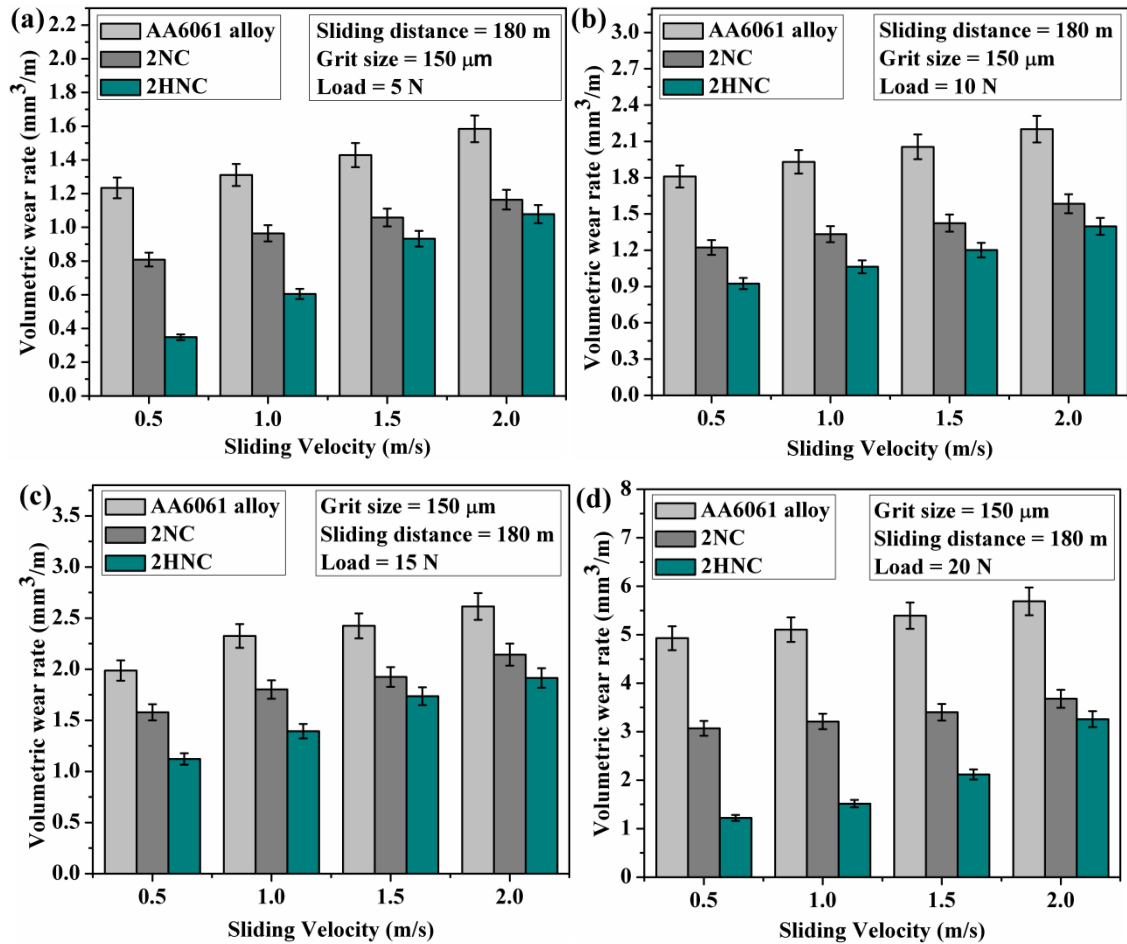 (a)
AA6061 alloy
2NC
2HNC
Sliding distance = 180 m
Grit size = 150 μm
Load = 5 N
Volumetric wear rate (mm³/m)
2.2
2.0
1.8
1.6
1.4
1.2
1.0
0.8
0.6
0.4
0.2
0.0
0.5 1.0 1.5 2.0
Sliding Velocity (m/s)
(b)
AA6061 alloy
2NC
2HNC
Sliding distance = 180 m
Grit size = 150 μm
Load = 10 N
Volumetric wear rate (mm³/m)
3.0
2.7
2.4
2.1
1.8
1.5
1.2
0.9
0.6
0.3
0.0
0.5 1.0 1.5 2.0
Sliding Velocity (m/s)
(c)
AA6061 alloy
2NC
2HNC
Grit size = 150 μm
Sliding distance = 180 m
Load = 15 N
Volumetric wear rate (mm³/m)
3.5
3.0
2.5
2.0
1.5
1.0
0.5
0.0
0.5 1.0 1.5 2.0
Sliding Velocity (m/s)
(d)
AA6061 alloy
2NC
2HNC
Grit size = 150 μm
Sliding distance = 180 m
Load = 20 N
Volumetric wear rate (mm³/m)
8
7
6
5
4
3
2
1
0
0.5 1.0 1.5 2.0
Sliding Velocity (m/s)